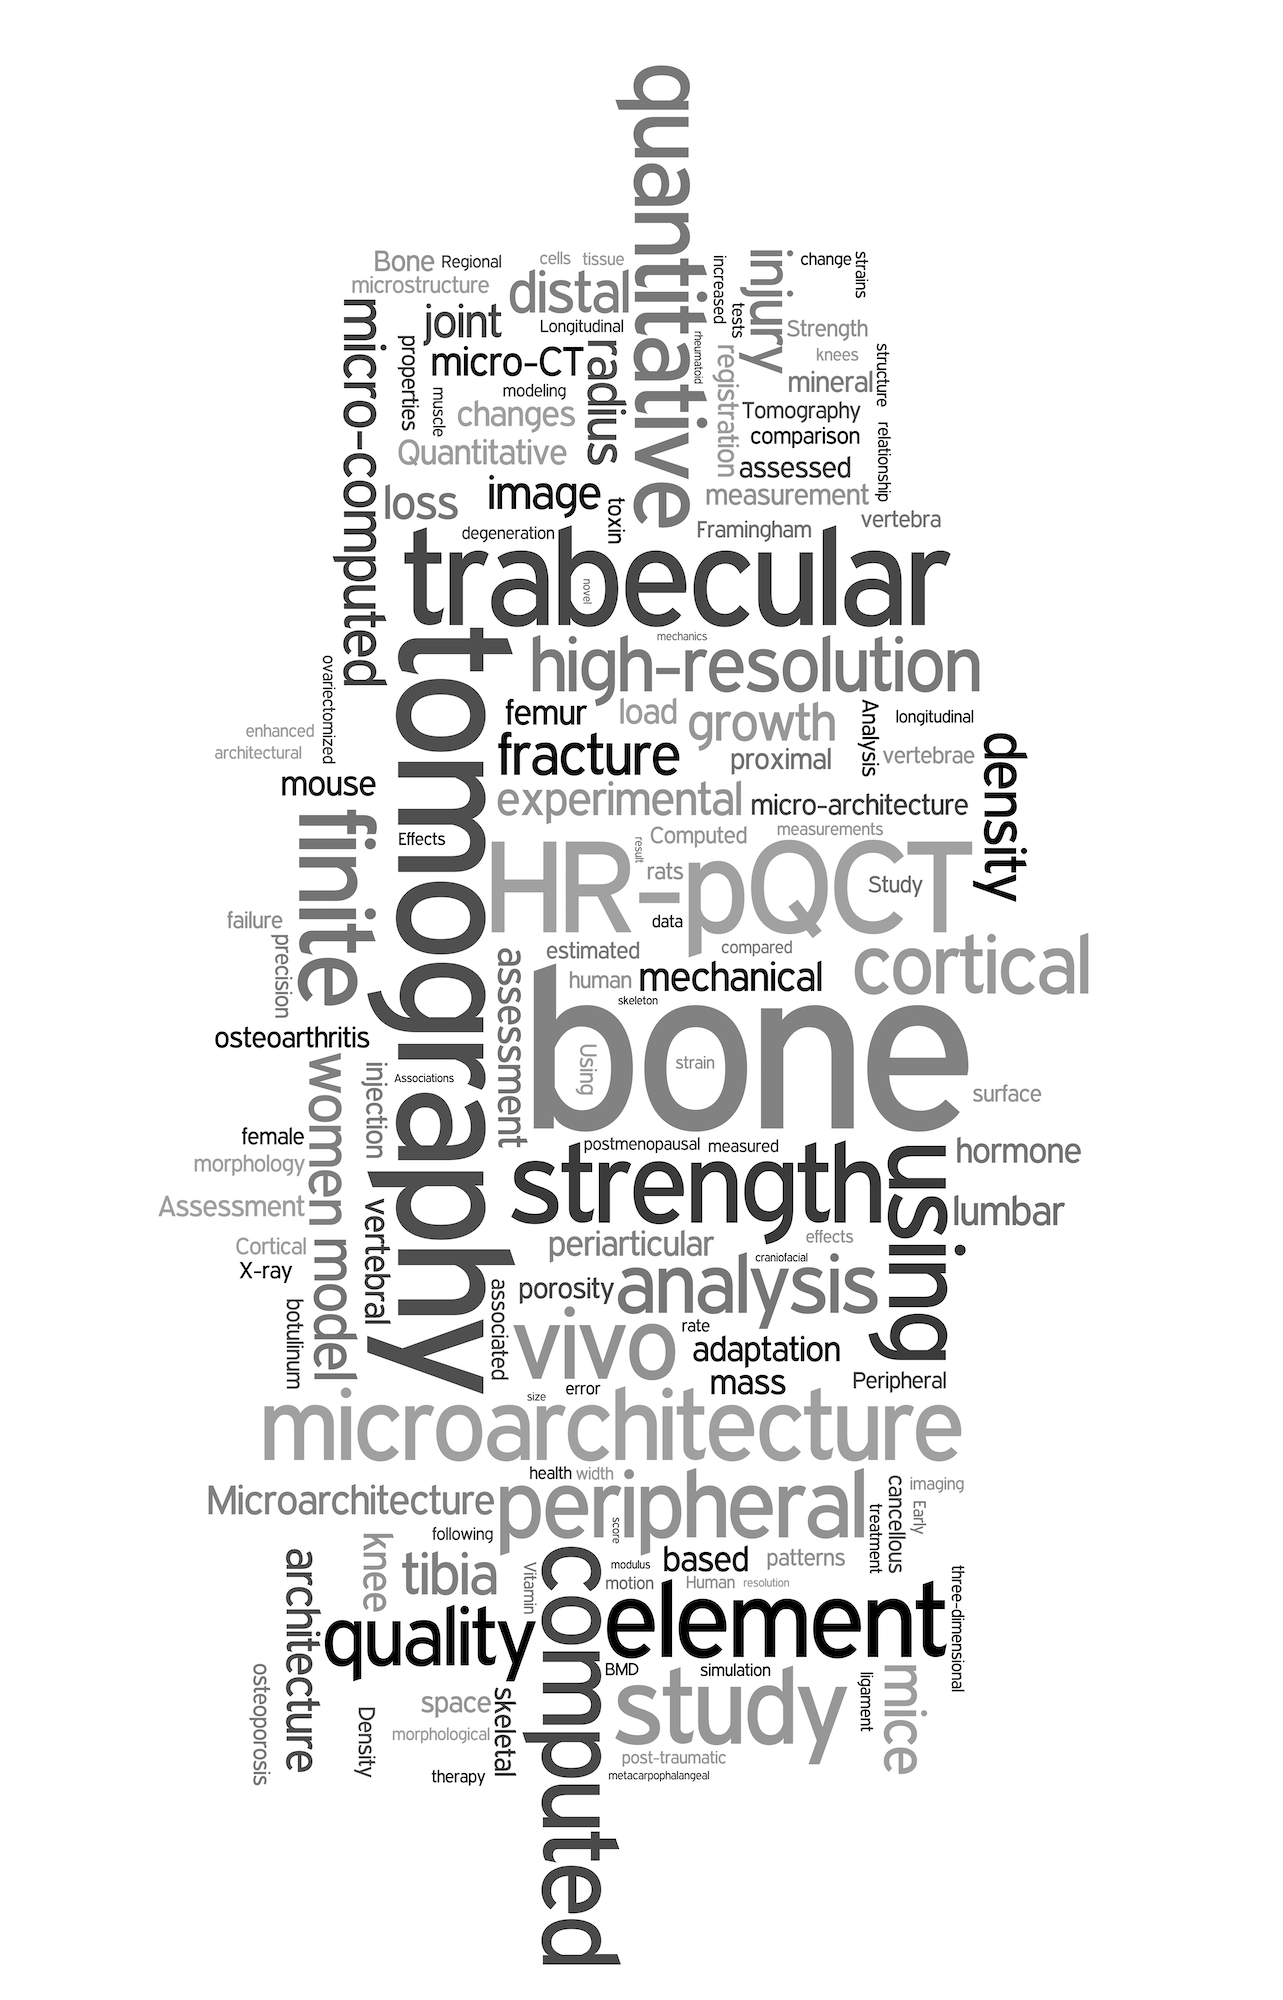 quantitative
Bone
Regional
cells
tissue
increased
injury
change
strains
microstructure
distal
micro-computed
joint
Longitudinal
tests
Strength
properties
micro-CT
radius
rheumatoid
registration
knees
structure
mineral
muscle
modeling
changes
Tomography
comparison
relationship
Quantitative
assessed
loss
image
toxin
measurement
degeneration
Framingham
vertebra
trabecular
novel
tomography
mechanics
high-resolution
ovariectomized
femur
load
growth
Analysis
longitudinal
enhanced
architectural
fracture
proximal
vertebrae
density
mouse
experimental
micro-architecture
finite
Effects
Computed
measurements
result
HR-pQCT
rats
Study
data
failure
precision
assessment
estimated
compared
cortical
human
mechanical
skeleton
bone
osteoarthritis
women
injection
Associations
Using
strain
surface
female
postmenopausal
measured
using
hormone
morphology
strength
Assessment
vertebral
lumbar
Cortical
model
periarticular
effects
X-ray
craniofacial
botulinum
associated
porosity
analysis
vivo
rate
adaptation
mass
Peripheral
error
size
microarchitecture
health
width
peripheral
cancellous
imaging
Microarchitecture
score
treatment
Early
following
knee
architecture
computed
tibia
Vitamin
modulus
based
patterns
motion
Human
resolution
three-dimensional
quality
element
osteoporosis
BMD
simulation
ligament
mice
study
Density
space
skeletal
morphological
post-traumatic
therapy
metacarpophalangeal